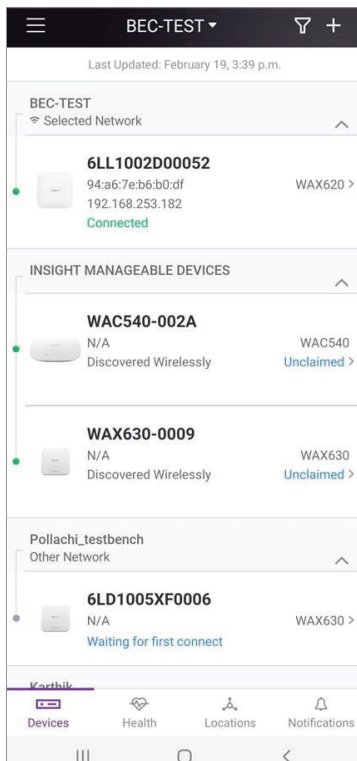 BEC-TEST
Last Updated: February 19, 3:39 p.m.
BEC-TEST
Selected Network
6LL1002D00052
94:a6:7e:b6:b0:df WAX620 >
192.168.253.182
Connected
INSIGHT MANAGEABLE DEVICES
WAC540-002A
N/A WAC540
Discovered Wirelessly Unclaimed >
WAX630-0009
N/A WAX630
Discovered Wirelessly Unclaimed >
Pollachi_testbench
Other Network
6LD1005XF0006
N/A WAX630 >
Waiting for first connect
Karthik
Devices Health Locations Notifications